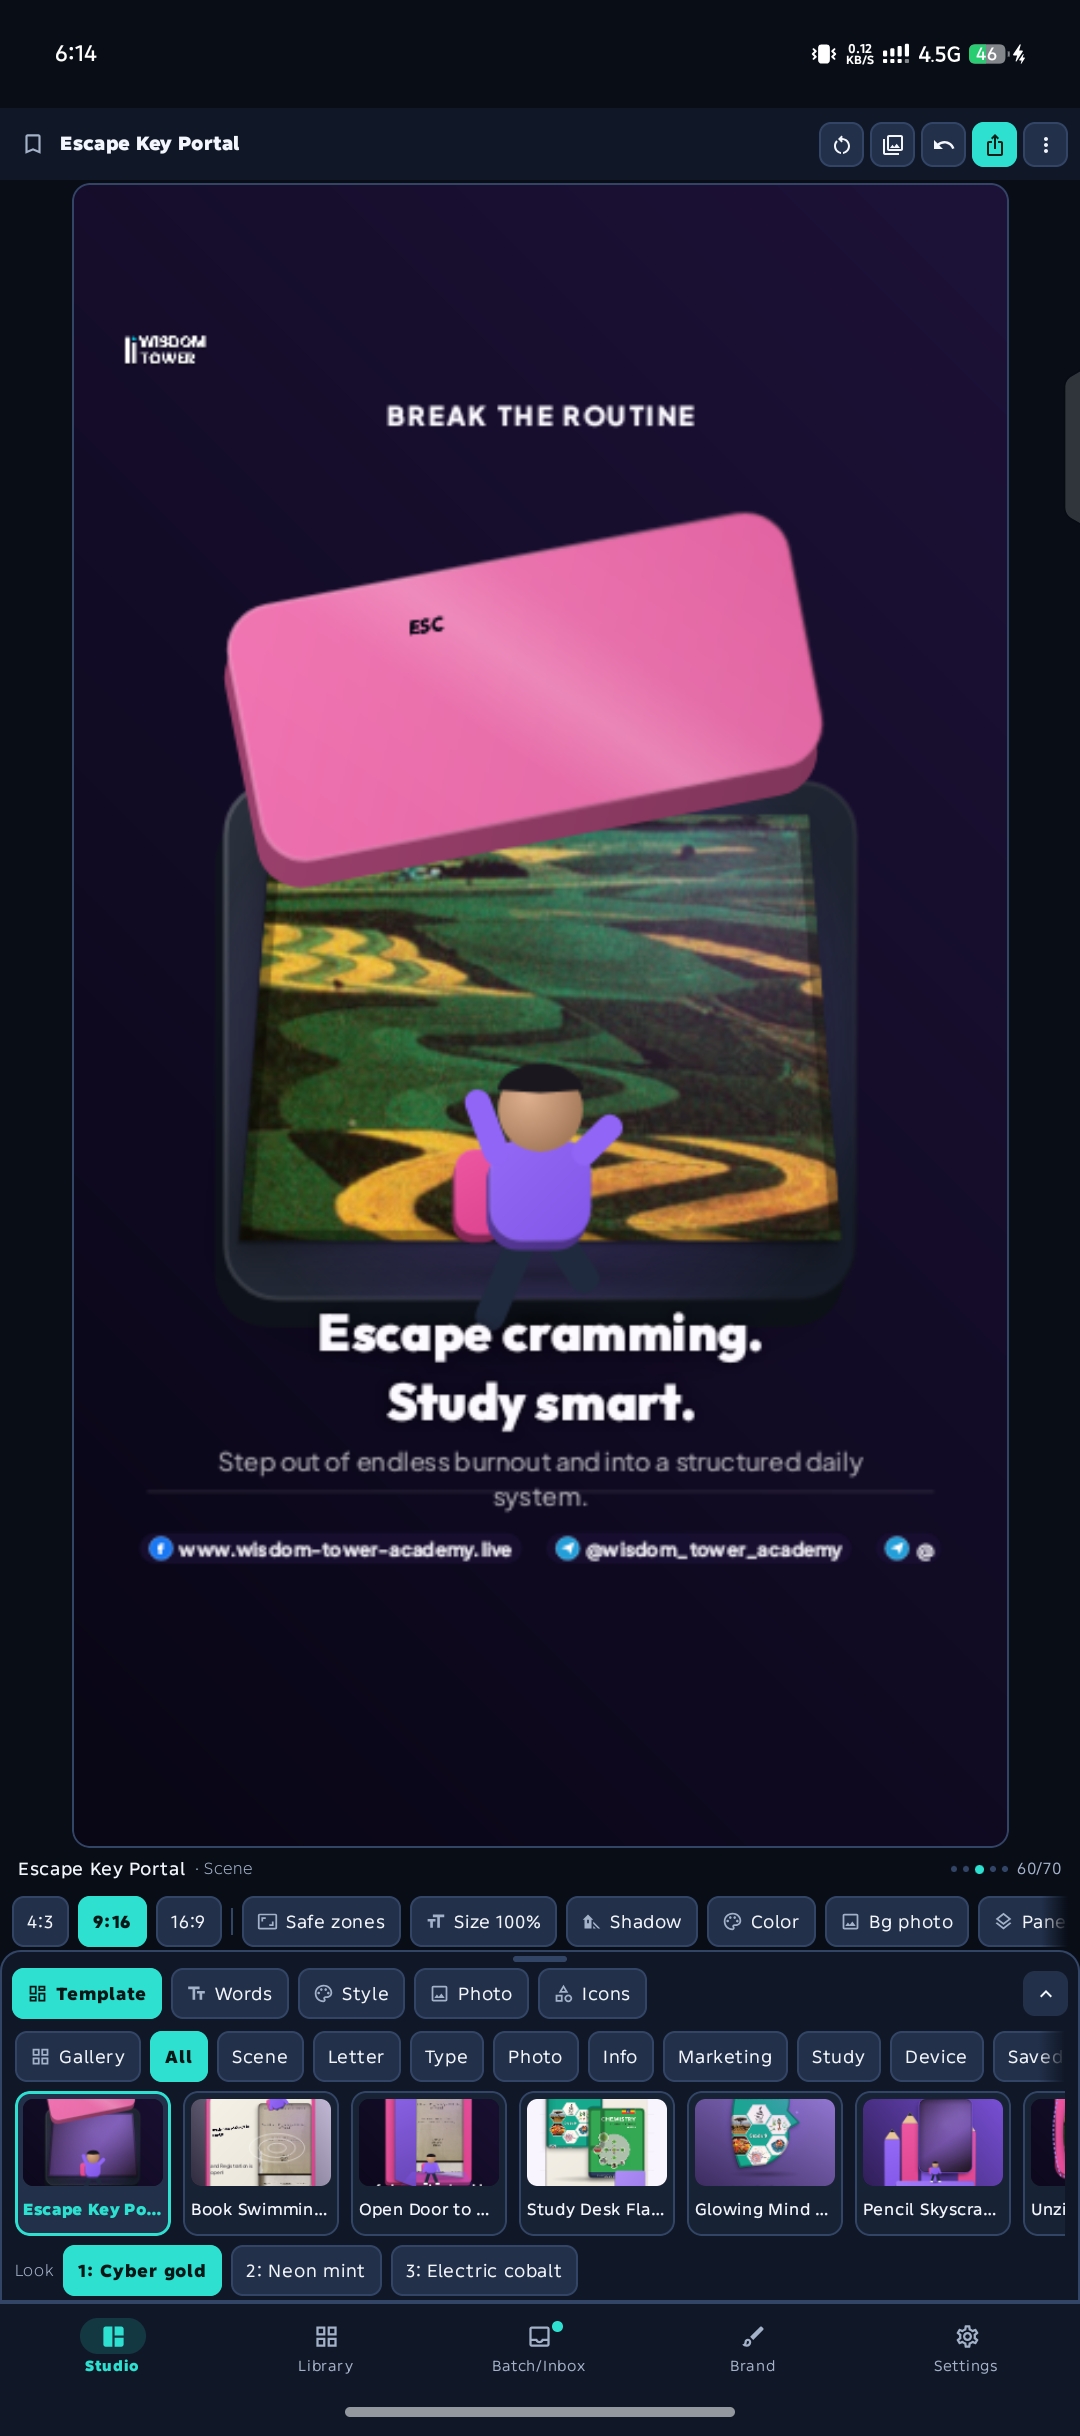 6:14
0.12
KB/S
4.5G
46
Escape Key Portal
WISDOM
TOWER
BREAK THE ROUTINE
ESC
Escape cramming.
Study smart.
Step out of endless burnout and into a structured daily
system.
www.wisdom-tower-academy.live @wisdom_tower_academy @
Escape Key Portal · Scene 60/70
4:3 9:16 16:9 Safe zones Size 100% Shadow Color Bg photo Pane
Template Words Style Photo Icons
Gallery All Scene Letter Type Photo Info Marketing Study Device Saved
CHEMISTRY
Escape Key Po... Book Swimmin... Open Door to ... Study Desk Fla... Glowing Mind ... Pencil Skyscra... Unzi
Look 1: Cyber gold 2: Neon mint 3: Electric cobalt
Studio Library Batch/Inbox Brand Settings